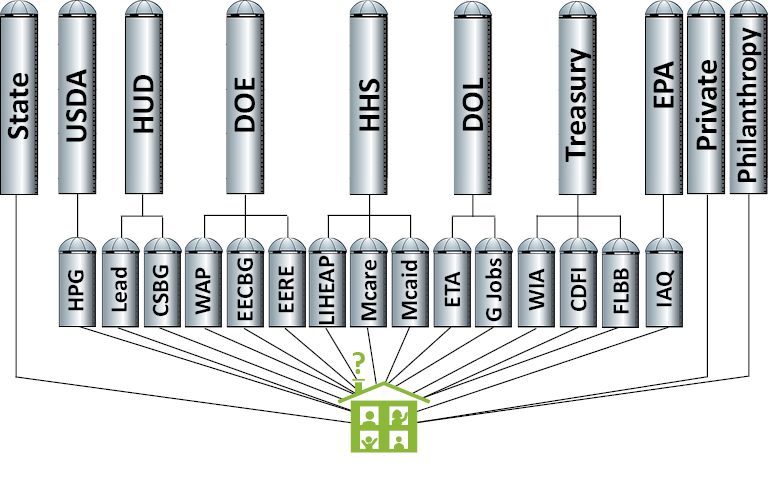 State
USDA
HUD
DOE
HHS
DOL
Treasury
EPA
Private
Philanthropy
HPG
Lead
CSBG
WAP
EECBG
EERE
LIHEAP
Mcare
Mcaid
ETA
G Jobs
WIA
CDFI
FLBB
IAQ
?